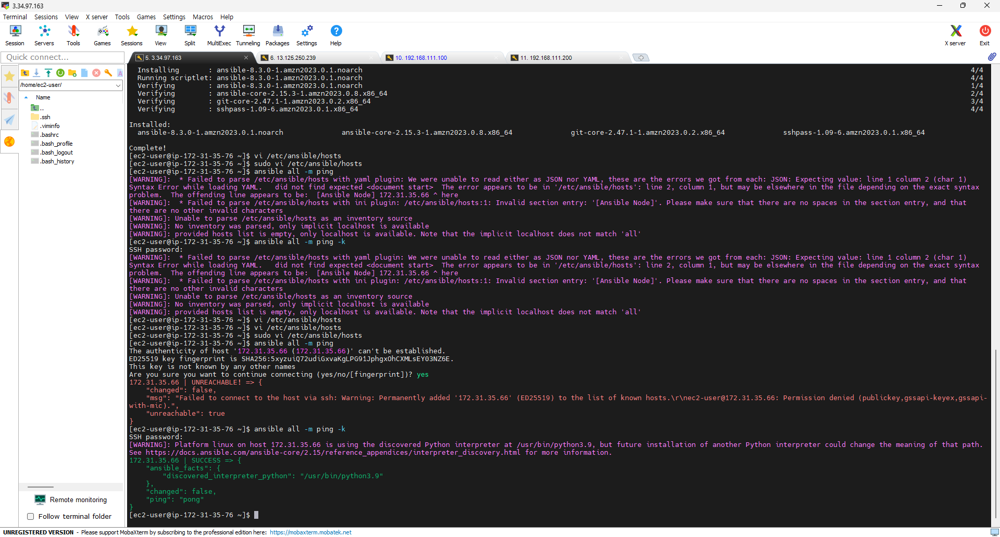 3.34.97.163
Terminal Sessions View X server Tools Games Settings Macros Help
Session Servers Tools Games Sessions View Split MultiExec Tunneling Packages Settings Help X server Exit
Quick connect...
5. 3.34.97.163
6. 13.125.250.239
10. 192.168.111.100
11. 192.168.111.200
/home/ec2-user/
Name
..
.ssh
.viminfo
.bashrc
.bash_profile
.bash_logout
.bash_history
Remote monitoring
Follow terminal folder
Installing : ansible-8.3.0-1.amzn2023.0.1.noarch 4/4
Running scriptlet: ansible-8.3.0-1.amzn2023.0.1.noarch 4/4
Verifying : ansible-8.3.0-1.amzn2023.0.1.noarch 1/4
Verifying : ansible-core-2.15.3-1.amzn2023.0.8.x86_64 2/4
Verifying : git-core-2.47.1-1.amzn2023.0.2.x86_64 3/4
Verifying : sshpass-1.09-6.amzn2023.0.1.x86_64 4/4
Installed:
ansible-8.3.0-1.amzn2023.0.1.noarch ansible-core-2.15.3-1.amzn2023.0.8.x86_64 git-core-2.47.1-1.amzn2023.0.2.x86_64 sshpass-1.09-6.amzn2023.0.1.x86_64
Complete!
[ec2-user@ip-172-31-35-76 ~]$ vi /etc/ansible/hosts
[ec2-user@ip-172-31-35-76 ~]$ sudo vi /etc/ansible/hosts
[ec2-user@ip-172-31-35-76 ~]$ ansible all -m ping
[WARNING]:  * Failed to parse /etc/ansible/hosts with yaml plugin: We were unable to read either as JSON nor YAML, these are the errors we got from each: JSON: Expecting value: line 1 column 2 (char 1)
Syntax Error while loading YAML.   did not find expected <document start>  The error appears to be in '/etc/ansible/hosts': line 2, column 1, but may be elsewhere in the file depending on the exact syntax
problem.  The offending line appears to be:  [Ansible Node] 172.31.35.66 ^ here
[WARNING]:  * Failed to parse /etc/ansible/hosts with ini plugin: /etc/ansible/hosts:1: Invalid section entry: '[Ansible Node]'. Please make sure that there are no spaces in the section entry, and that
there are no other invalid characters
[WARNING]: Unable to parse /etc/ansible/hosts as an inventory source
[WARNING]: No inventory was parsed, only implicit localhost is available
[WARNING]: provided hosts list is empty, only localhost is available. Note that the implicit localhost does not match 'all'
[ec2-user@ip-172-31-35-76 ~]$ ansible all -m ping -k
SSH password:
[WARNING]:  * Failed to parse /etc/ansible/hosts with yaml plugin: We were unable to read either as JSON nor YAML, these are the errors we got from each: JSON: Expecting value: line 1 column 2 (char 1)
Syntax Error while loading YAML.   did not find expected <document start>  The error appears to be in '/etc/ansible/hosts': line 2, column 1, but may be elsewhere in the file depending on the exact syntax
problem.  The offending line appears to be:  [Ansible Node] 172.31.35.66 ^ here
[WARNING]:  * Failed to parse /etc/ansible/hosts with ini plugin: /etc/ansible/hosts:1: Invalid section entry: '[Ansible Node]'. Please make sure that there are no spaces in the section entry, and that
there are no other invalid characters
[WARNING]: Unable to parse /etc/ansible/hosts as an inventory source
[WARNING]: No inventory was parsed, only implicit localhost is available
[WARNING]: provided hosts list is empty, only localhost is available. Note that the implicit localhost does not match 'all'
[ec2-user@ip-172-31-35-76 ~]$ vi /etc/ansible/hosts
[ec2-user@ip-172-31-35-76 ~]$ vi /etc/ansible/hosts
[ec2-user@ip-172-31-35-76 ~]$ sudo vi /etc/ansible/hosts
[ec2-user@ip-172-31-35-76 ~]$ ansible all -m ping
The authenticity of host '172.31.35.66 (172.31.35.66)' can't be established.
ED25519 key fingerprint is SHA256:5xyzuiQ72udiGxvaKgLPG91JphgxOhCXMLsEY03NZ6E.
This key is not known by any other names
Are you sure you want to continue connecting (yes/no/[fingerprint])? yes
172.31.35.66 | UNREACHABLE! => {
    "changed": false,
    "msg": "Failed to connect to the host via ssh: Warning: Permanently added '172.31.35.66' (ED25519) to the list of known hosts.\r\nec2-user@172.31.35.66: Permission denied (publickey,gssapi-keyex,gssapi-
with-mic).",
    "unreachable": true
}
[ec2-user@ip-172-31-35-76 ~]$ ansible all -m ping -k
SSH password:
[WARNING]: Platform linux on host 172.31.35.66 is using the discovered Python interpreter at /usr/bin/python3.9, but future installation of another Python interpreter could change the meaning of that path.
See https://docs.ansible.com/ansible-core/2.15/reference_appendices/interpreter_discovery.html for more information.
172.31.35.66 | SUCCESS => {
    "ansible_facts": {
        "discovered_interpreter_python": "/usr/bin/python3.9"
    },
    "changed": false,
    "ping": "pong"
}
[ec2-user@ip-172-31-35-76 ~]$
UNREGISTERED VERSION - Please support MobaXterm by subscribing to the professional edition here: https://mobaxterm.mobatek.net